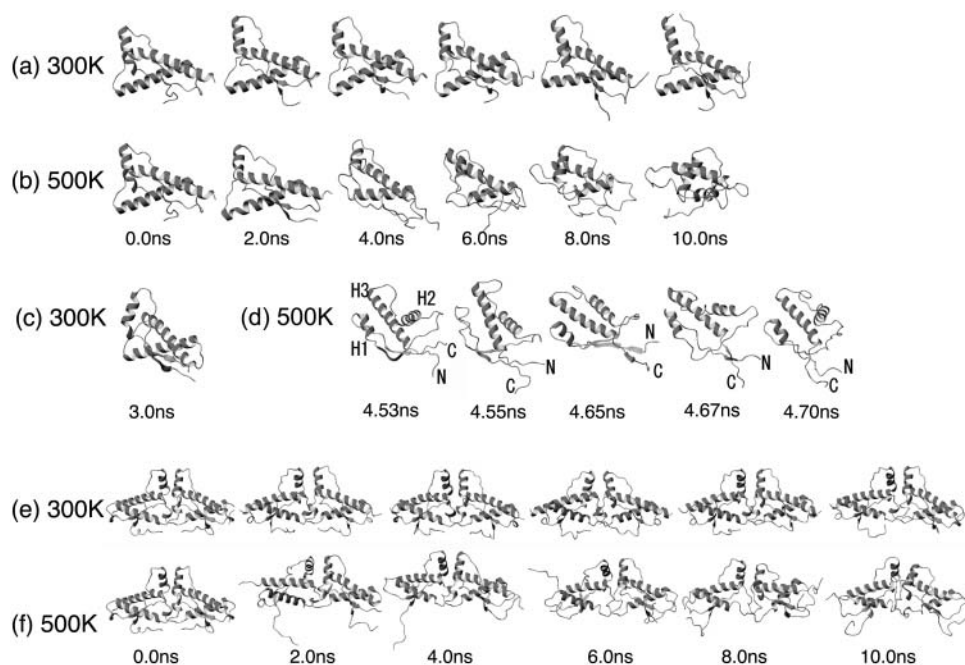 (a) 300K
(b) 500K
0.0ns 2.0ns 4.0ns 6.0ns 8.0ns 10.0ns
(c) 300K (d) 500K
H3 H2 H1 C N
C N
N C
N C
N C
3.0ns 4.53ns 4.55ns 4.65ns 4.67ns 4.70ns
(e) 300K
(f) 500K
0.0ns 2.0ns 4.0ns 6.0ns 8.0ns 10.0ns